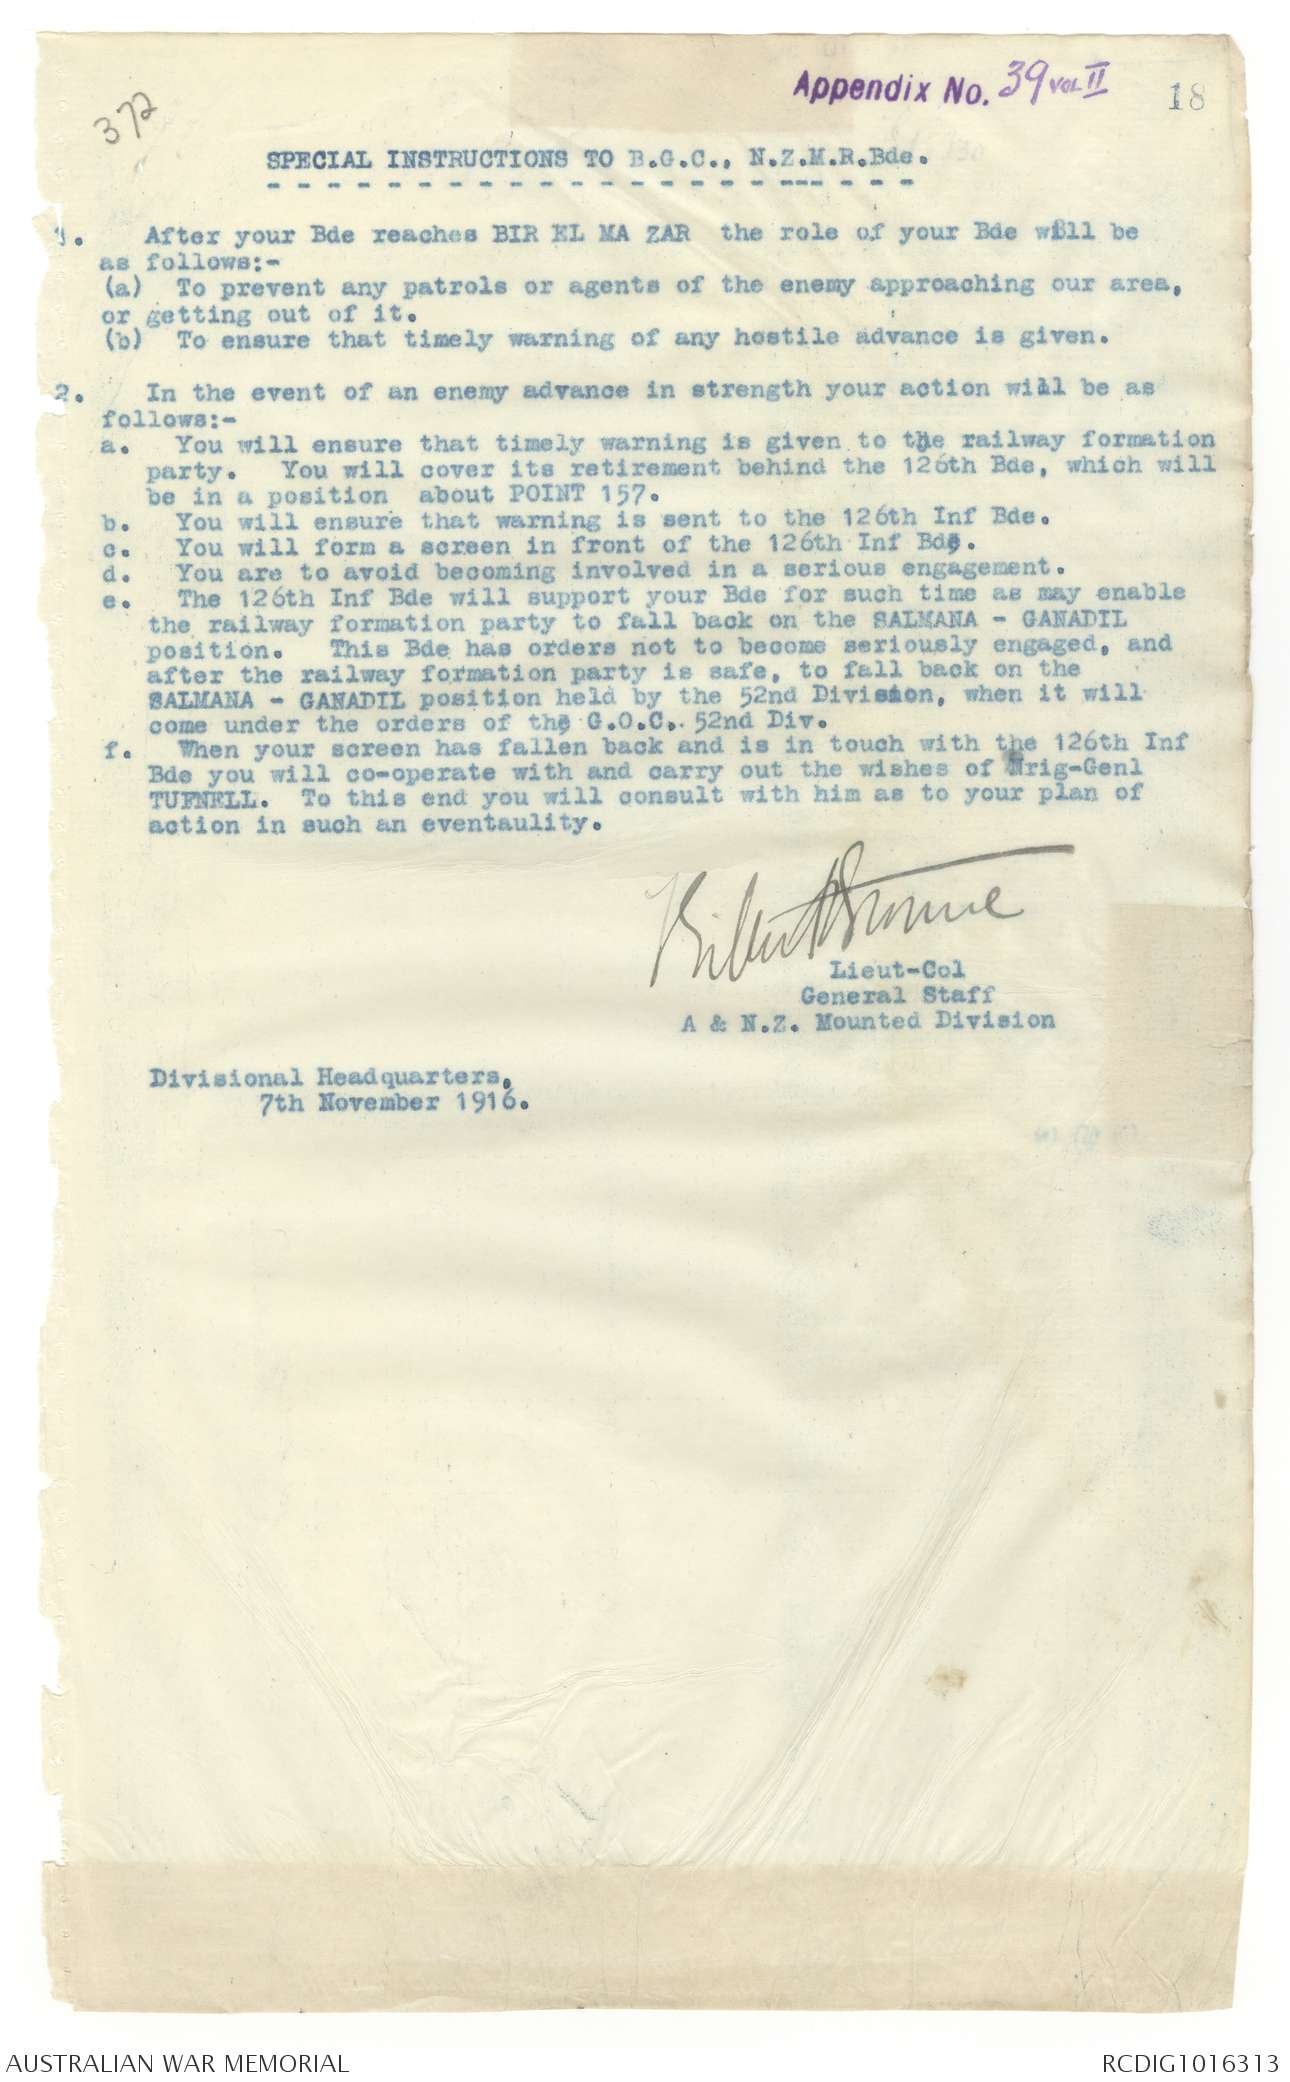 Appendix No. 39 VOL II
18
372
SPECIAL INSTRUCTIONS TO B.G.C., N.Z.M.R.Bde.
1. After your Bde reaches BIR EL MA ZAR the role of your Bde will be
as follows:-
(a) To prevent any patrols or agents of the enemy approaching our area,
or getting out of it.
(b) To ensure that timely warning of any hostile advance is given.
2. In the event of an enemy advance in strength your action will be as
follows:-
a. You will ensure that timely warning is given to the railway formation
party. You will cover its retirement behind the 126th Bde, which will
be in a position about POINT 157.
b. You will ensure that warning is sent to the 126th Inf Bde.
c. You will form a screen in front of the 126th Inf Bde.
d. You are to avoid becoming involved in a serious engagement.
e. The 126th Inf Bde will support your Bde for such time as may enable
the railway formation party to fall back on the SALMANA - GANADIL
position. This Bde has orders not to become seriously engaged, and
after the railway formation party is safe, to fall back on the
SALMANA - GANADIL position held by the 52nd Division, when it will
come under the orders of the G.O.C,. 52nd Div.
f. When your screen has fallen back and is in touch with the 126th Inf
Bde you will co-operate with and carry out the wishes of Brig-Genl
TUFNELL. To this end you will consult with him as to your plan of
action in such an eventaulity.
Lieut-Col
General Staff
A & N.Z. Mounted Division
Divisional Headquarters,
7th November 1916.
AUSTRALIAN WAR MEMORIAL
RCDIG1016313